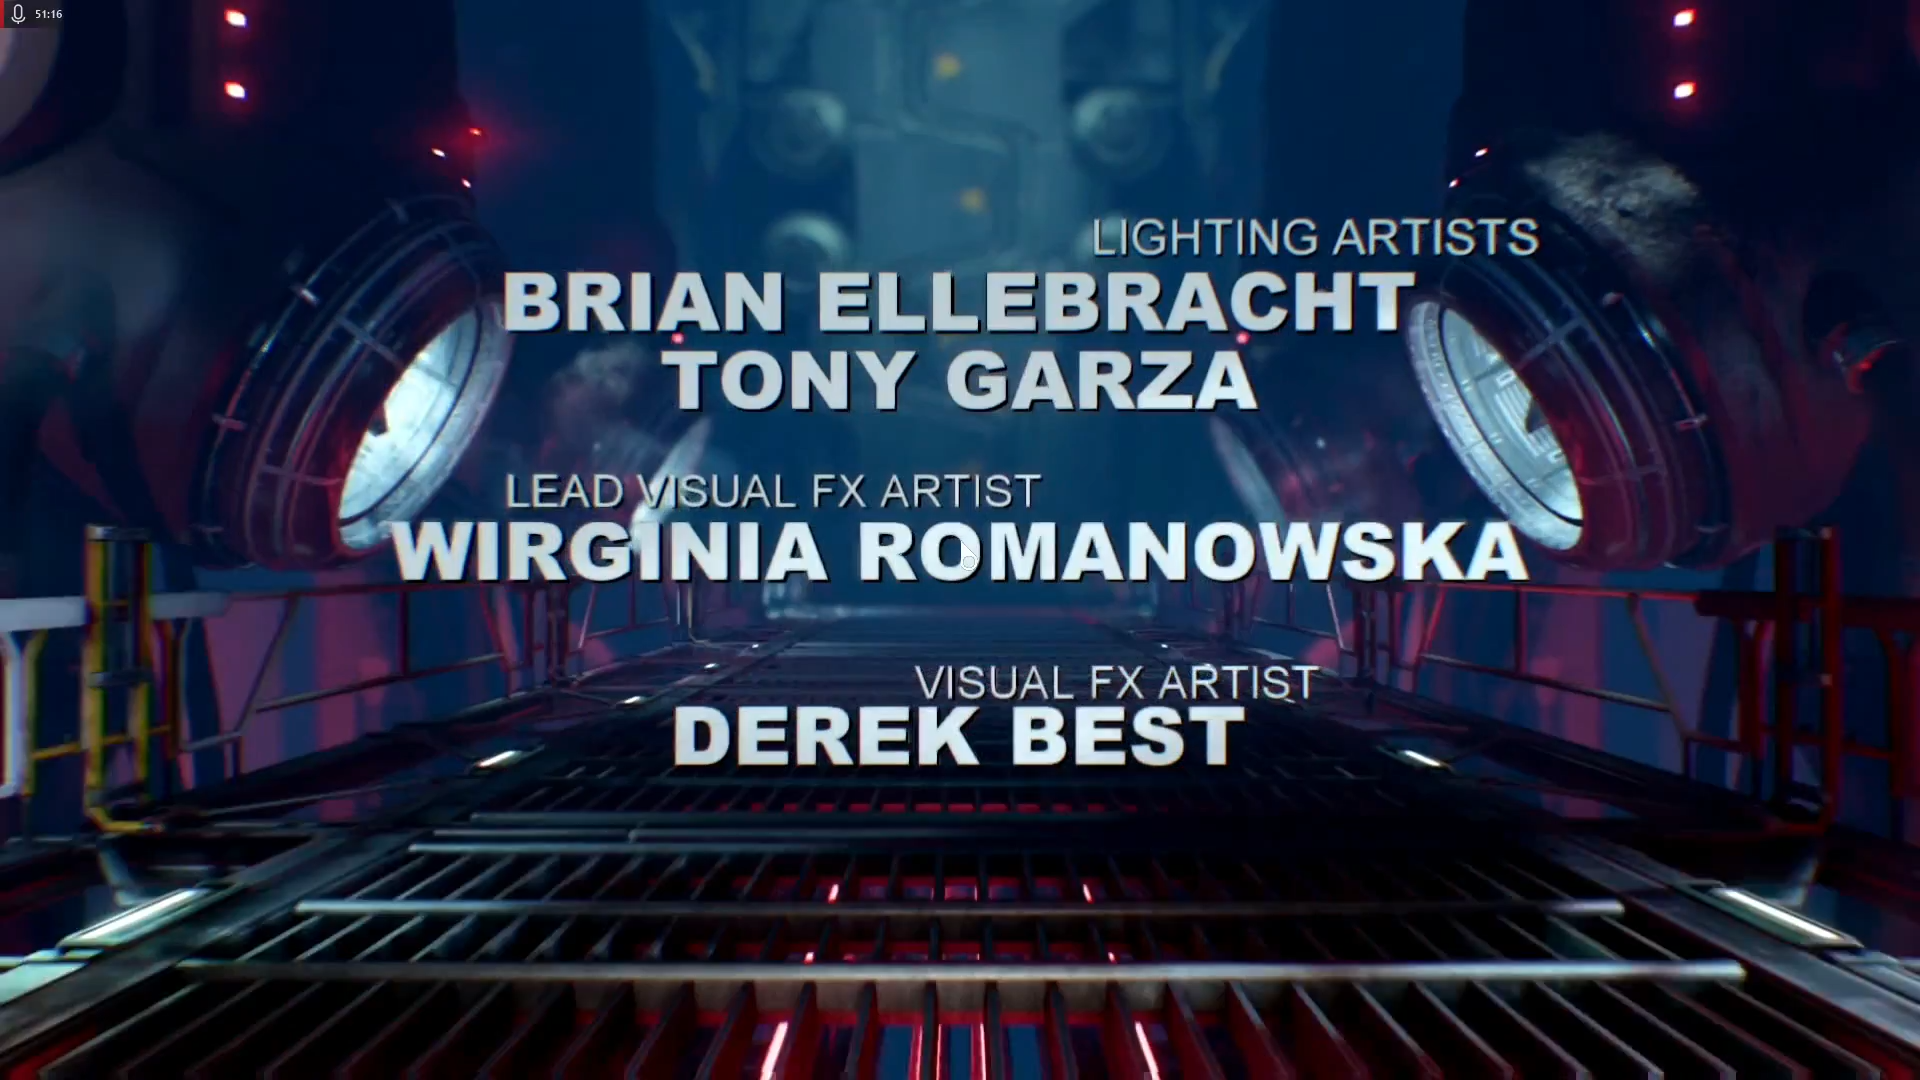 51:16
LIGHTING ARTISTS
BRIAN ELLEBRACHT
TONY GARZA
LEAD VISUAL FX ARTIST
WIRGINIA ROMANOWSKA
VISUAL FX ARTIST
DEREK BEST